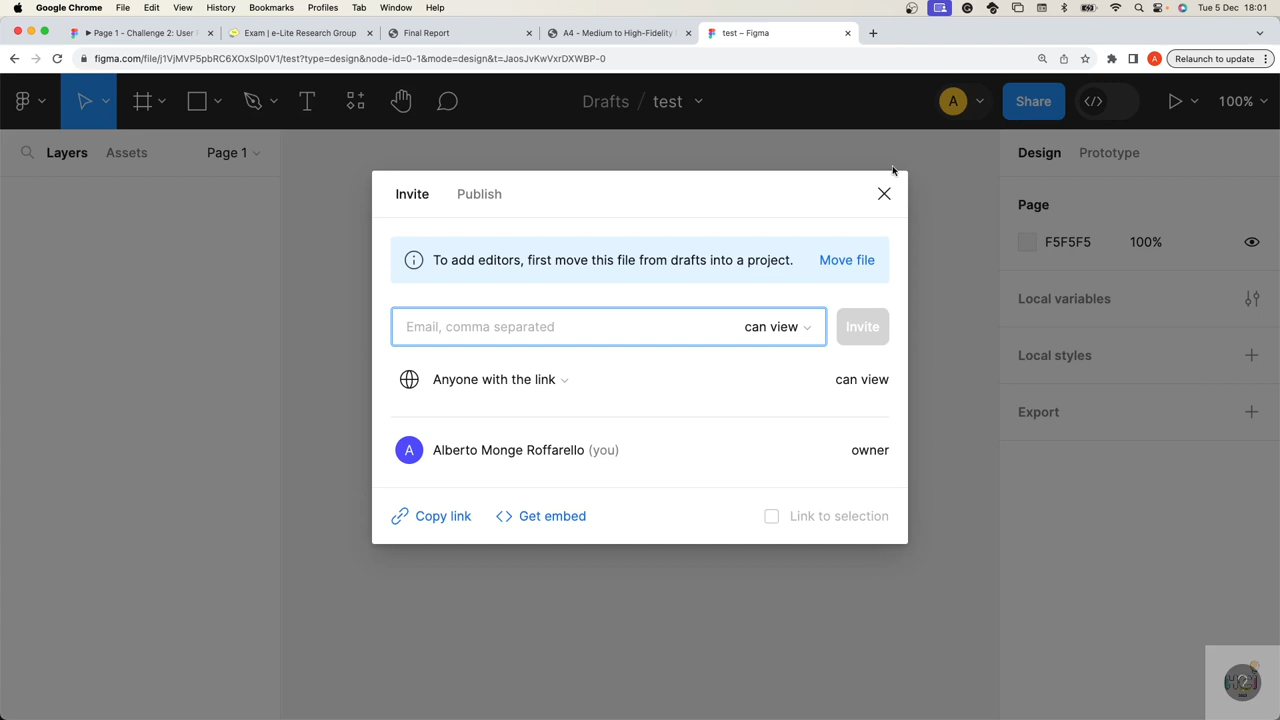 Google Chrome File Edit View History Bookmarks Profiles Tab Window Help Tue 5 Dec 18:01
Page 1 - Challenge 2: User Exam | e-Lite Research Group Final Report A4 - Medium to High-Fidelity test – Figma
figma.com/file/j1VjMVP5pbRC6XOxSlp0V1/test?type=design&node-id=0-1&mode=design&t=JaosJvKwVxrDXWBP-0 A Relaunch to update
Drafts / test A Share 100%
Layers Assets Page 1 Design Prototype
Invite Publish
Page
F5F5F5 100%
To add editors, first move this file from drafts into a project. Move file
Local variables
Email, comma separated can view Invite
Local styles
Anyone with the link can view
Export
A Alberto Monge Roffarello (you) owner
Copy link Get embed Link to selection